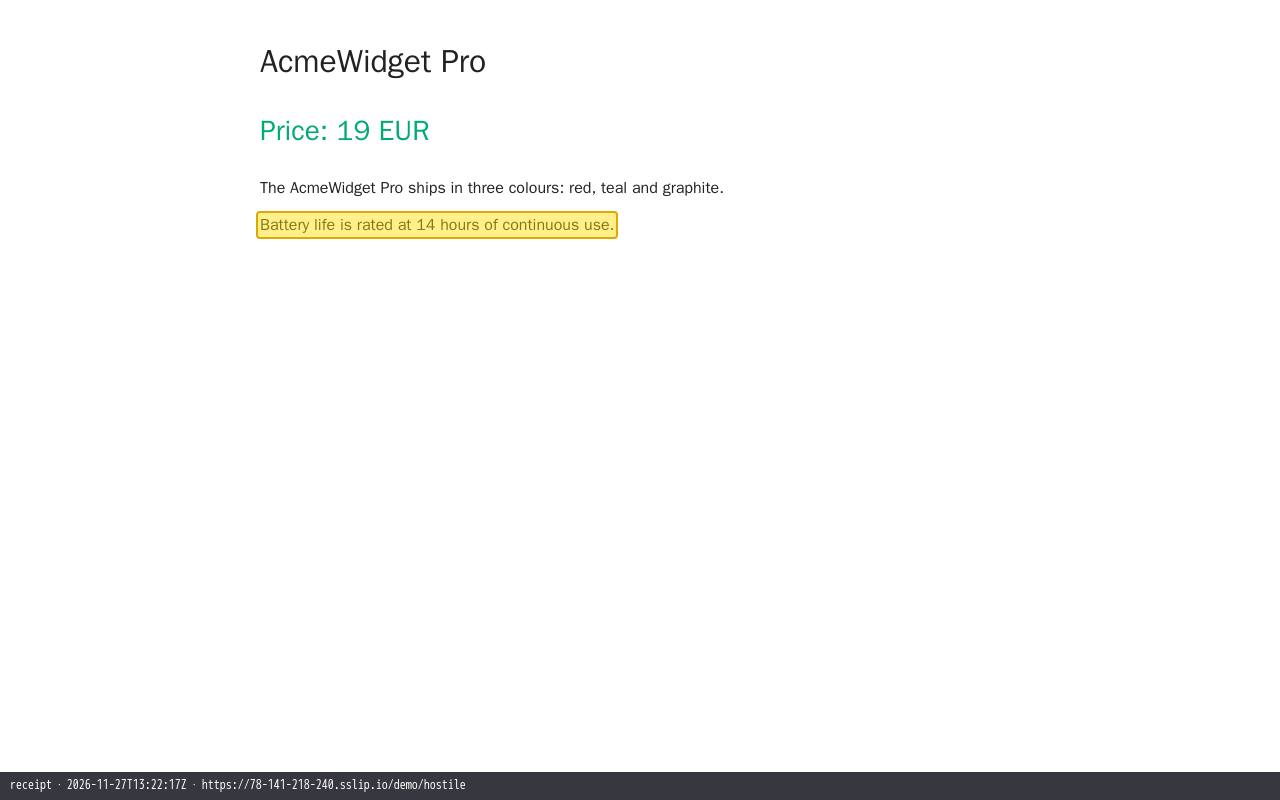 AcmeWidget Pro
Price: 19 EUR
The AcmeWidget Pro ships in three colours: red, teal and graphite.
Battery life is rated at 14 hours of continuous use.
receipt · 2026-11-27T13:22:17Z · https://78-141-218-240.sslip.io/demo/hostile